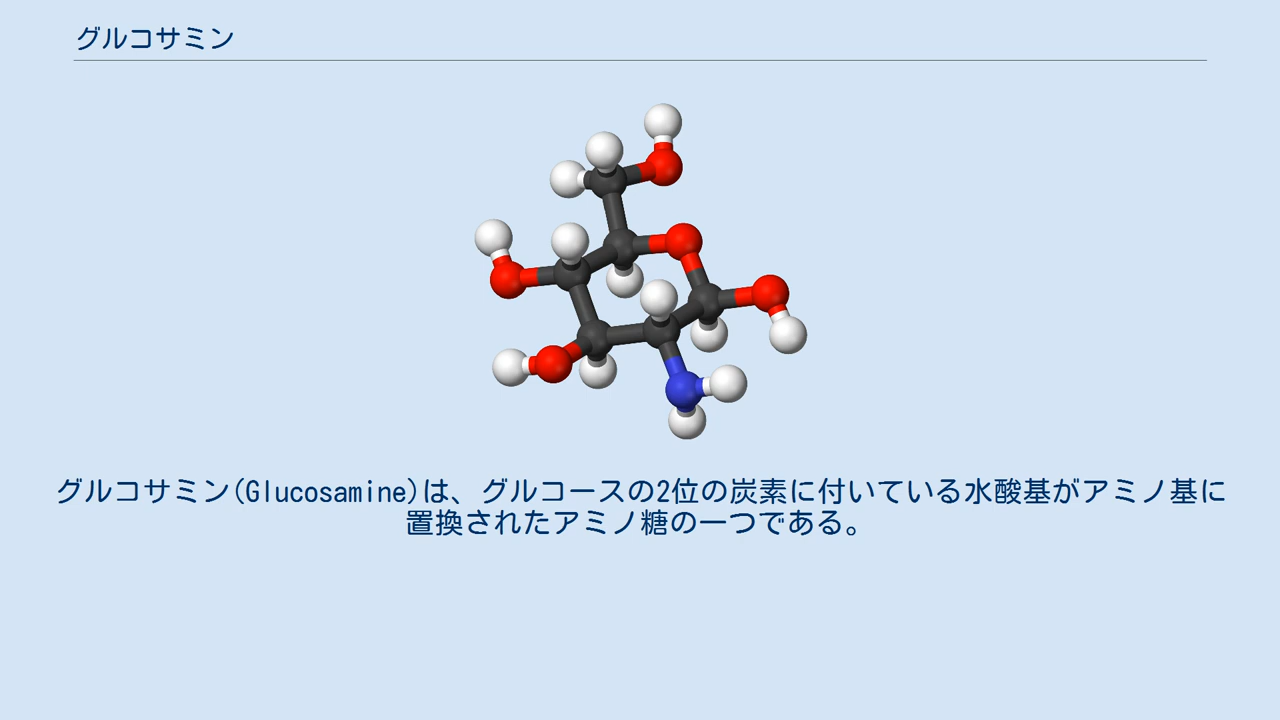 グルコサミン
グルコサミン(Glucosamine)は、グルコースの2位の炭素に付いている水酸基がアミノ基に
置換されたアミノ糖の一つである。